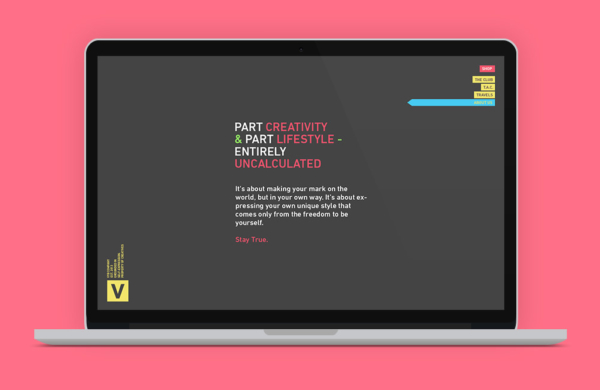 SHOP
THE CLUB
T.A.C.
TRAVELS
ABOUT US
PART CREATIVITY
& PART LIFESTYLE -
ENTIRELY
UNCALCULATED
It's about making your mark on the
world, but in your own way. It's about ex-
pressing your own unique style that
comes only from the freedom to be
yourself.
Stay True.
V